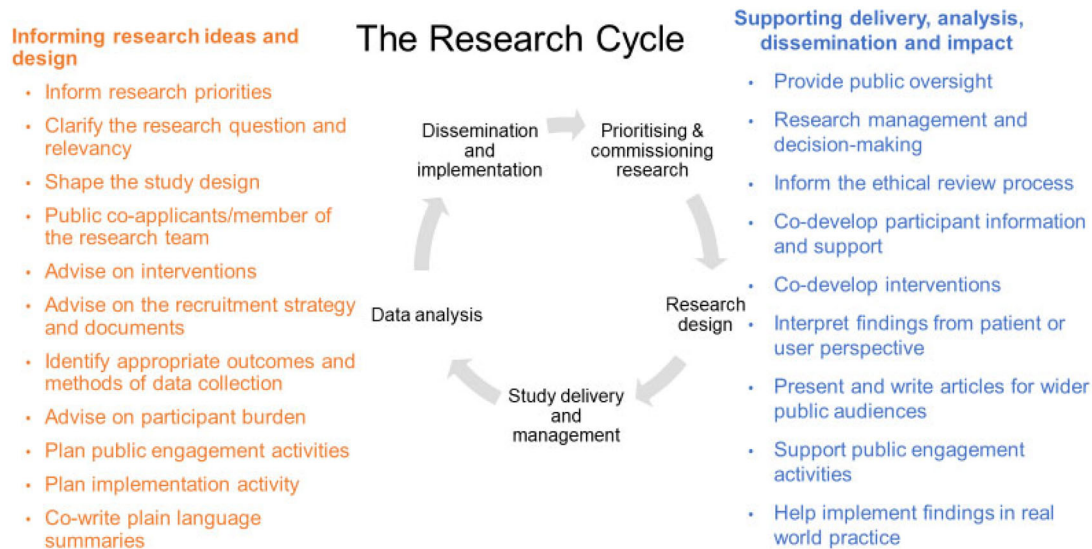 The Research Cycle
Informing research ideas and
design
• Inform research priorities
• Clarify the research question and
relevancy
• Shape the study design
• Public co-applicants/member of
the research team
• Advise on interventions
• Advise on the recruitment strategy
and documents
• Identify appropriate outcomes and
methods of data collection
• Advise on participant burden
• Plan public engagement activities
• Plan implementation activity
• Co-write plain language
summaries
Dissemination
and
implementation
Prioritising &
commissioning
research
Research
design
Study delivery
and
management
Data analysis
Supporting delivery, analysis,
dissemination and impact
• Provide public oversight
• Research management and
decision-making
• Inform the ethical review process
• Co-develop participant information
and support
• Co-develop interventions
• Interpret findings from patient or
user perspective
• Present and write articles for wider
public audiences
• Support public engagement
activities
• Help implement findings in real
world practice